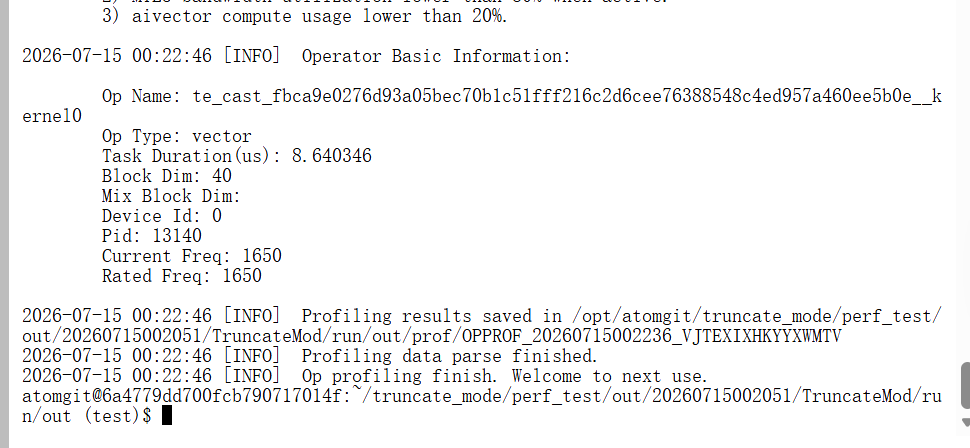 3) aivector compute usage lower than 20%.
2026-07-15 00:22:46 [INFO]  Operator Basic Information:
Op Name: te_cast_fbca9e0276d93a05bec70b1c51fff216c2d6cee76388548c4ed957a460ee5b0e__k
ernel0
Op Type: vector
Task Duration(us): 8.640346
Block Dim: 40
Mix Block Dim:
Device Id: 0
Pid: 13140
Current Freq: 1650
Rated Freq: 1650
2026-07-15 00:22:46 [INFO]  Profiling results saved in /opt/atomgit/truncate_mode/perf_test/
out/20260715002051/TruncateMod/run/out/prof/OPPROF_20260715002236_VJTEXIXHKYYXWMTV
2026-07-15 00:22:46 [INFO]  Profiling data parse finished.
2026-07-15 00:22:46 [INFO]  Op profiling finish. Welcome to next use.
atomgit@6a4779dd700fcb790717014f:~/truncate_mode/perf_test/out/20260715002051/TruncateMod/ru
n/out (test)$